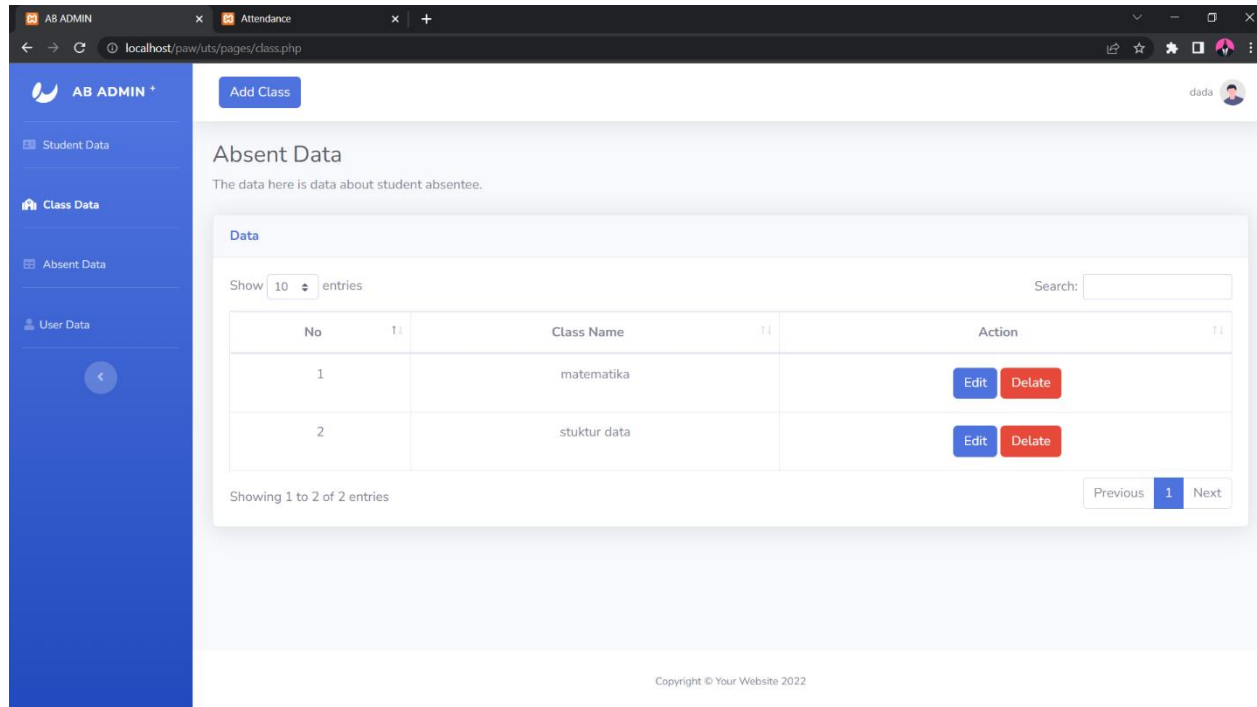 AB ADMIN
Attendance
localhost/paw/uts/pages/class.php
AB ADMIN +
Add Class
dada
Student Data
Class Data
Absent Data
User Data
Absent Data
The data here is data about student absentee.
Data
Show 10 entries
Search:
No Class Name Action
1 matematika Edit Delate
2 stuktur data Edit Delate
Showing 1 to 2 of 2 entries
Previous 1 Next
Copyright © Your Website 2022